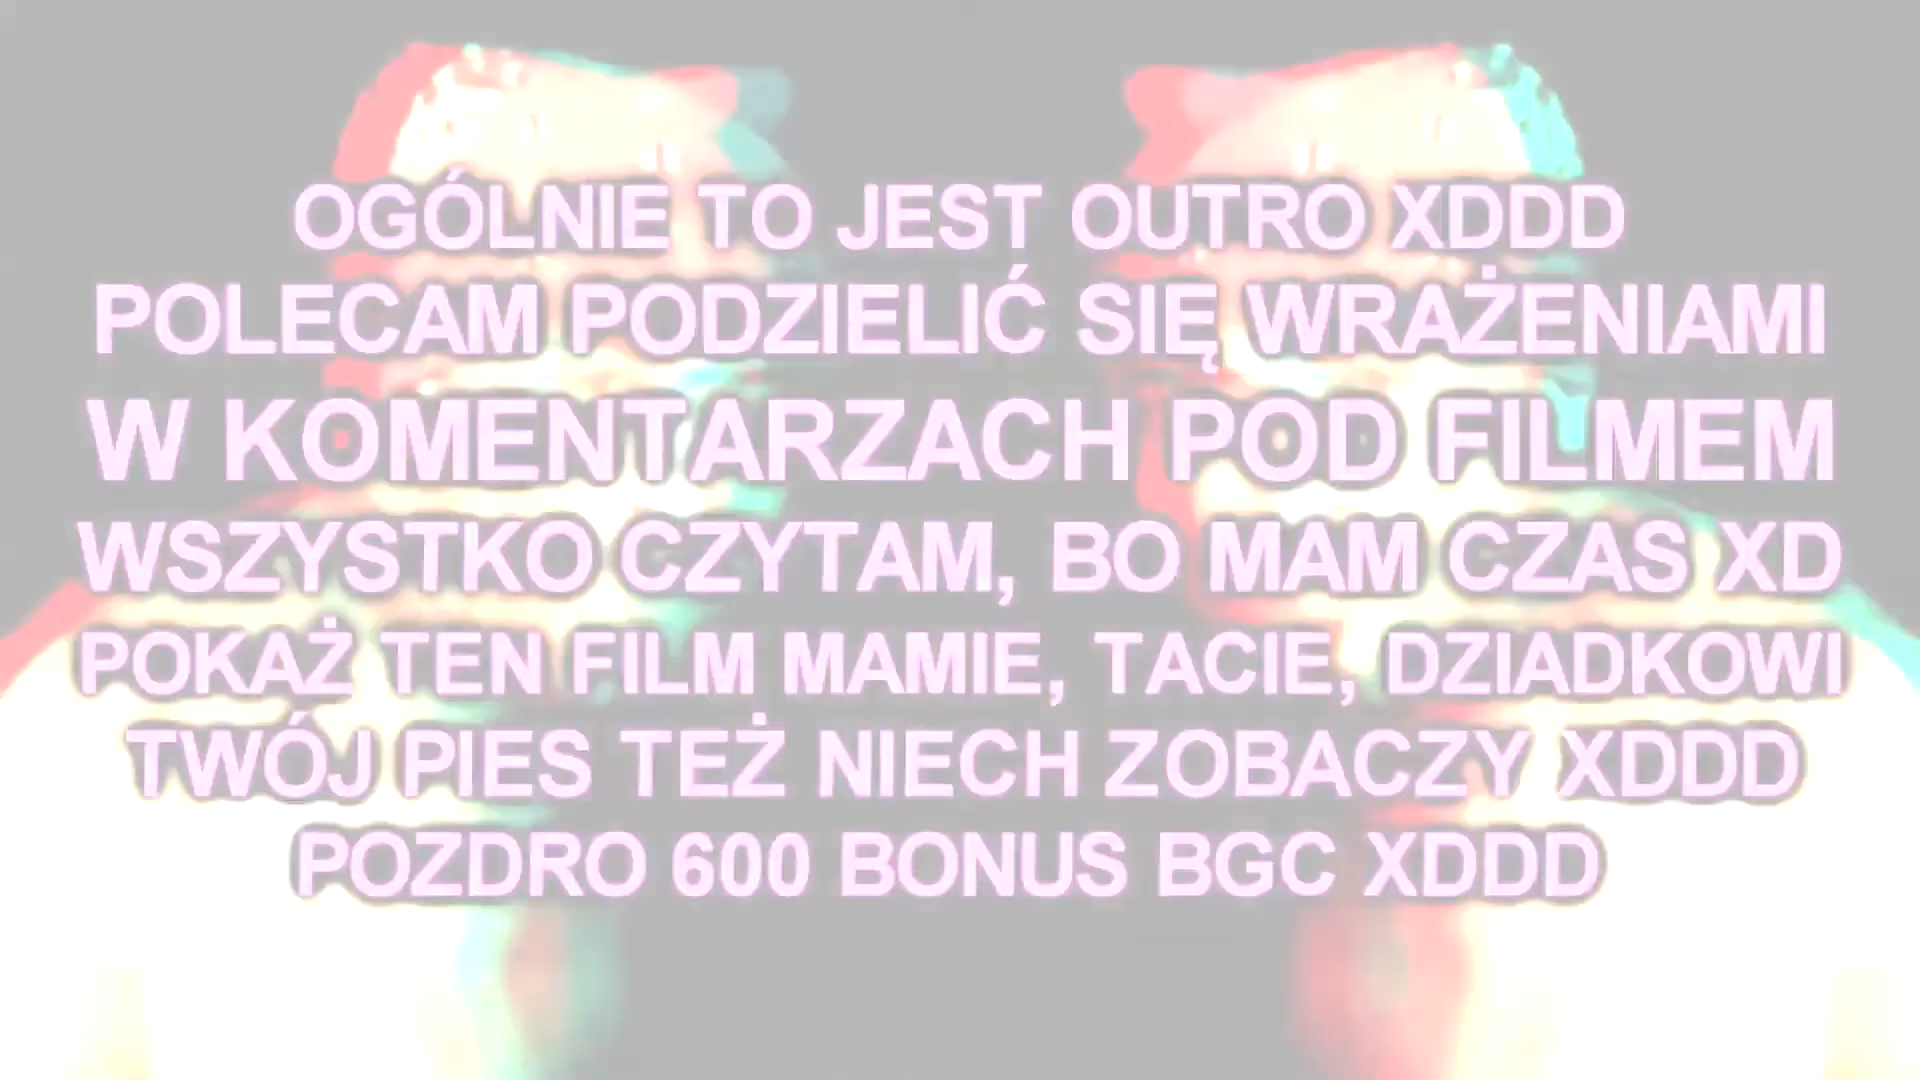 OGÓLNIE TO JEST OUTRO XDDD
POLECAM PODZIELIĆ SIĘ WRAŻENIAMI
W KOMENTARZACH POD FILMEM
WSZYSTKO CZYTAM, BO MAM CZAS XD
POKAŻ TEN FILM MAMIE, TACIE, DZIADKOWI
TWÓJ PIES TEŻ NIECH ZOBACZY XDDD
POZDRO 600 BONUS BGC XDDD